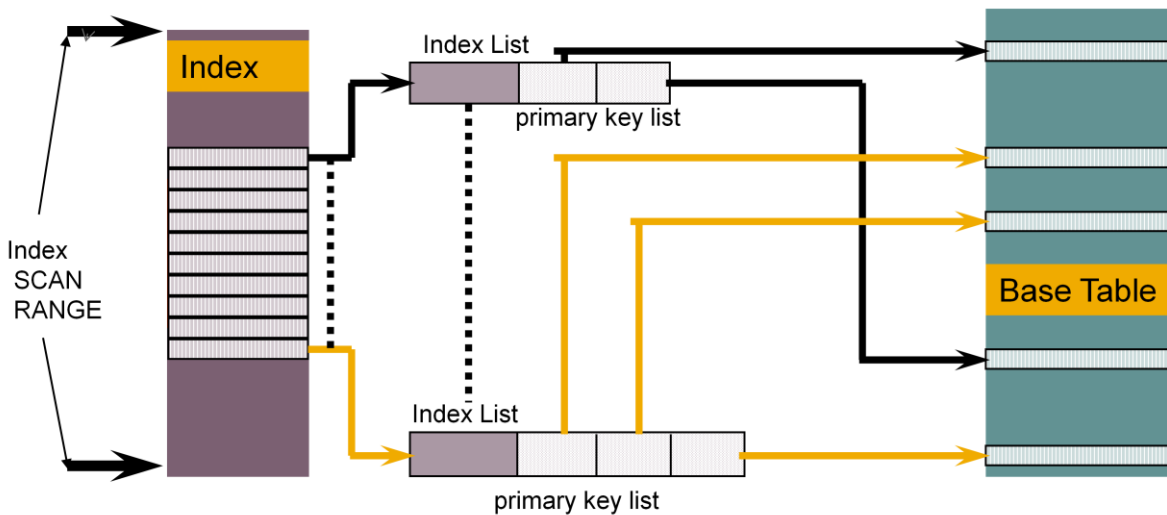 Index List
Index
primary key list
Index
SCAN
RANGE
Base Table
Index List
primary key list